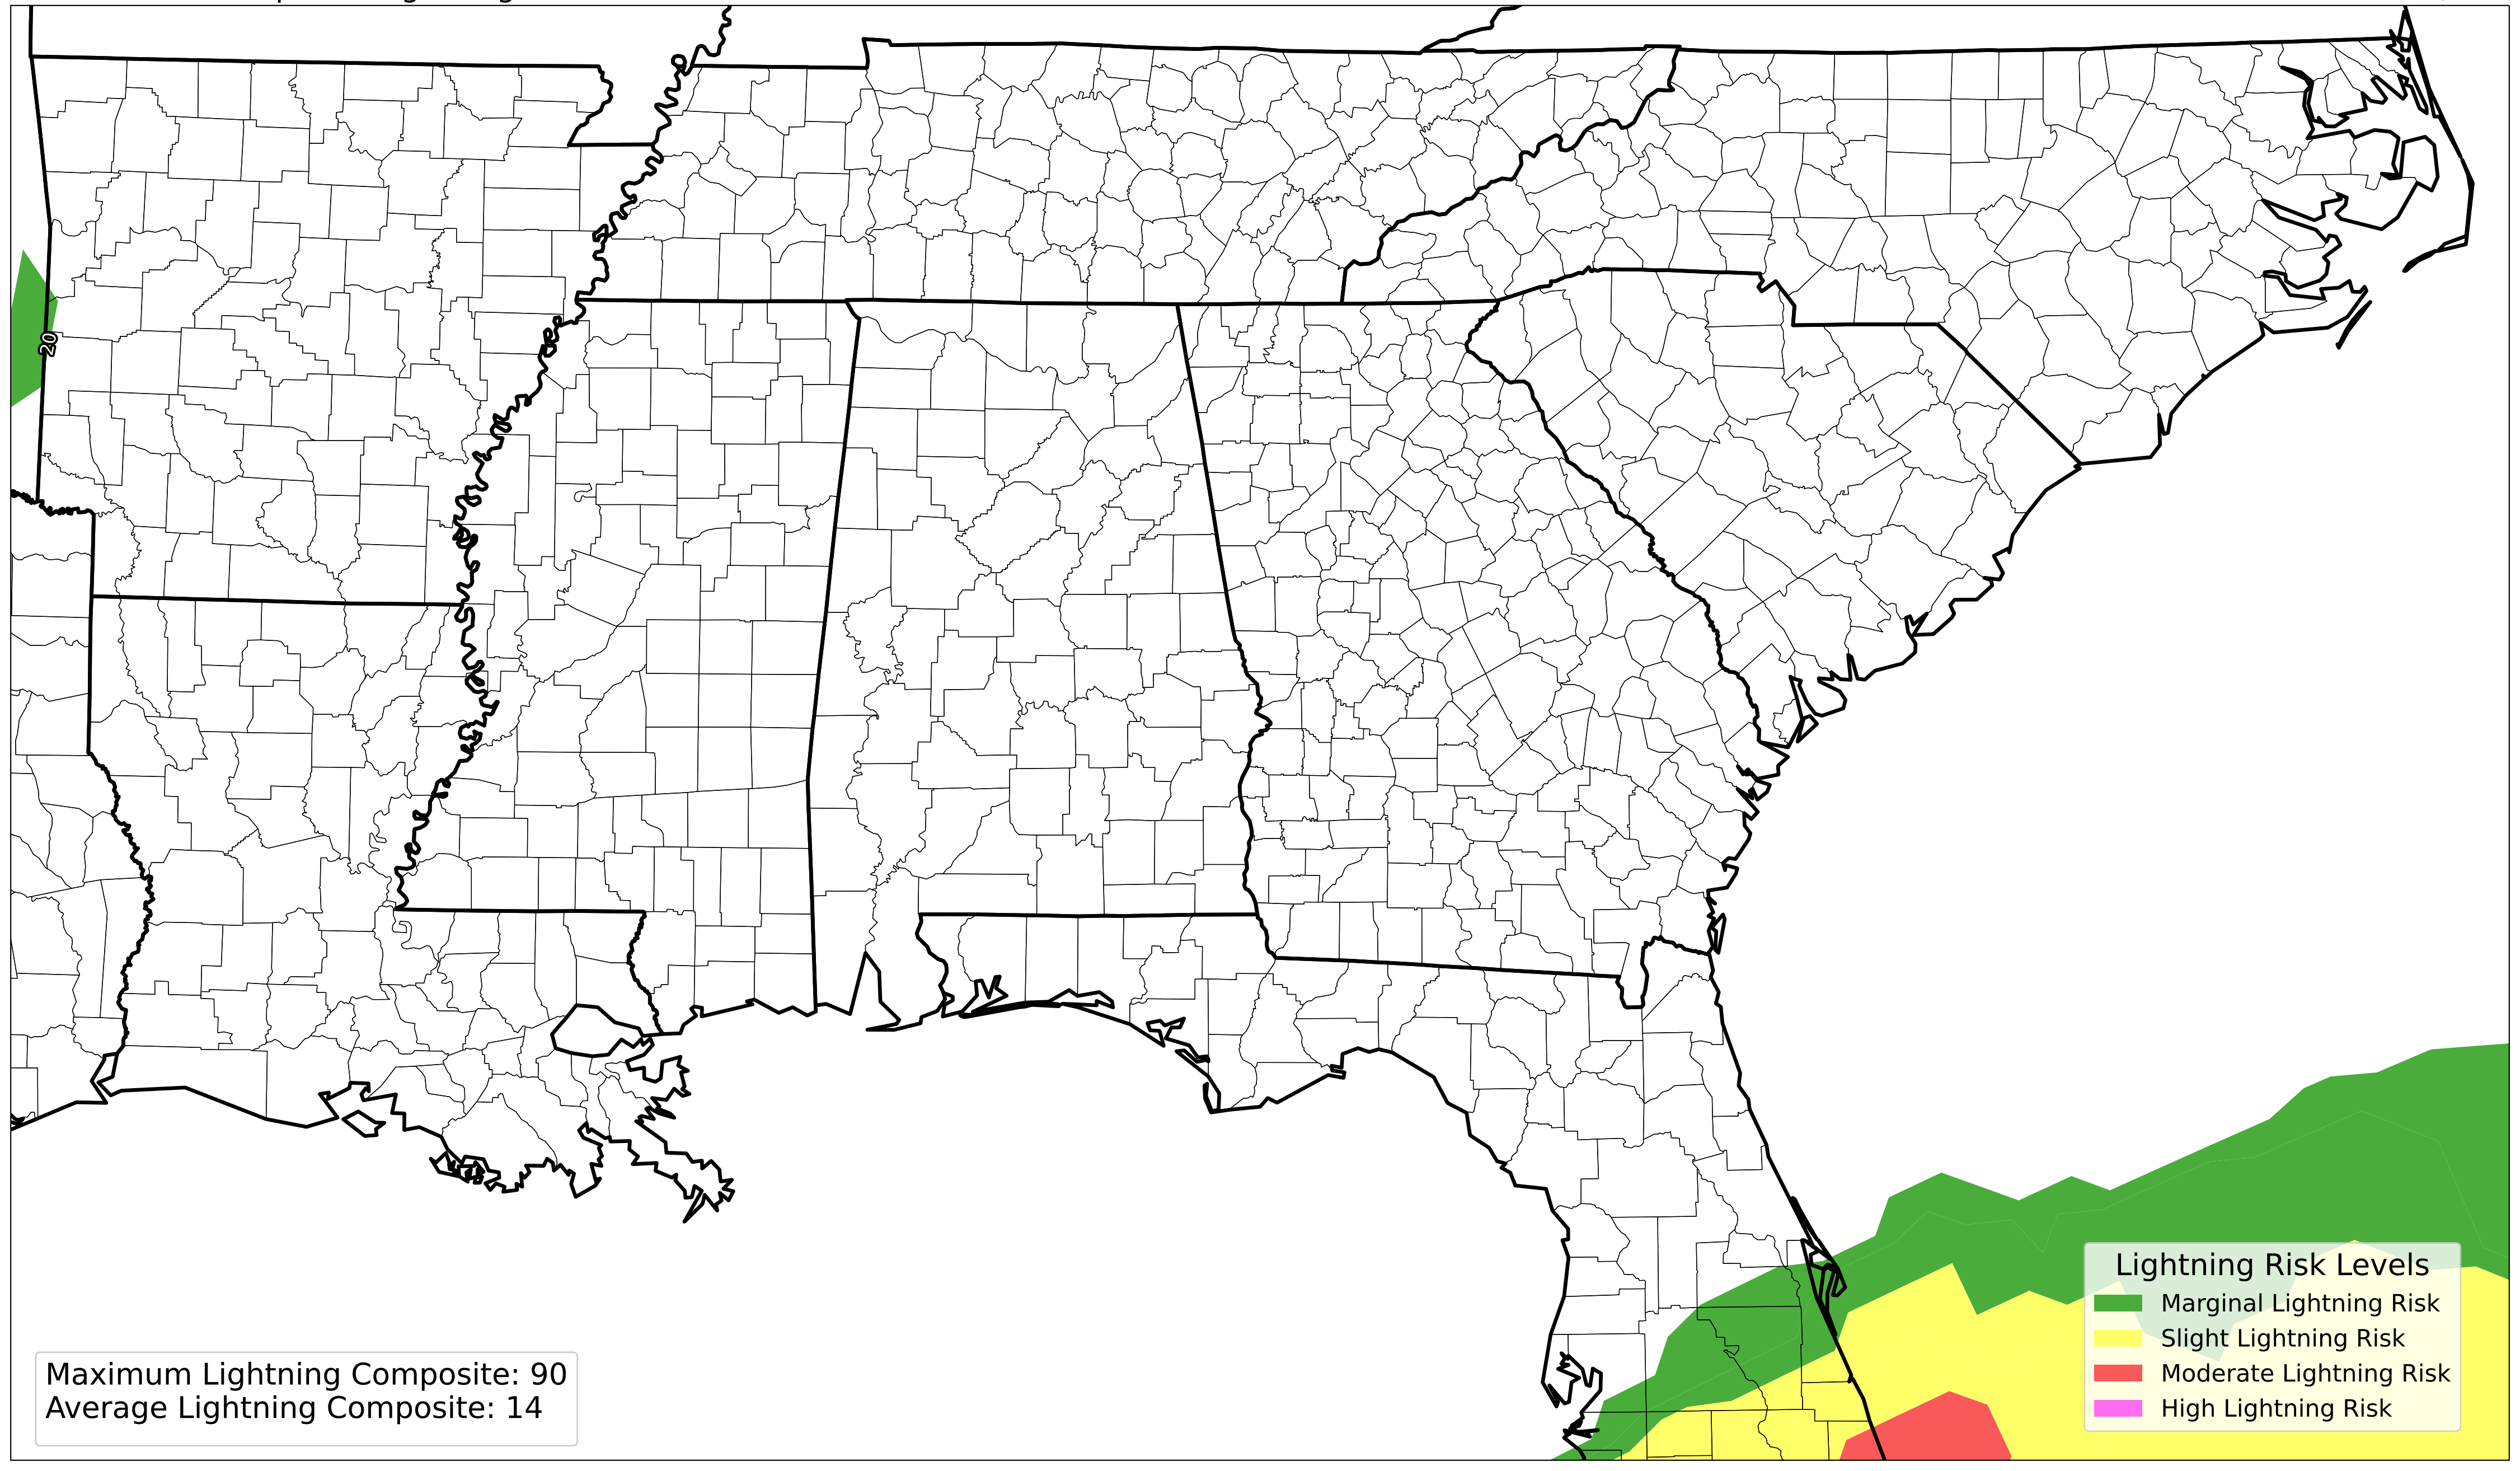 20
Lightning Risk Levels
Marginal Lightning Risk
Slight Lightning Risk
Moderate Lightning Risk
High Lightning Risk
Maximum Lightning Composite: 90
Average Lightning Composite: 14